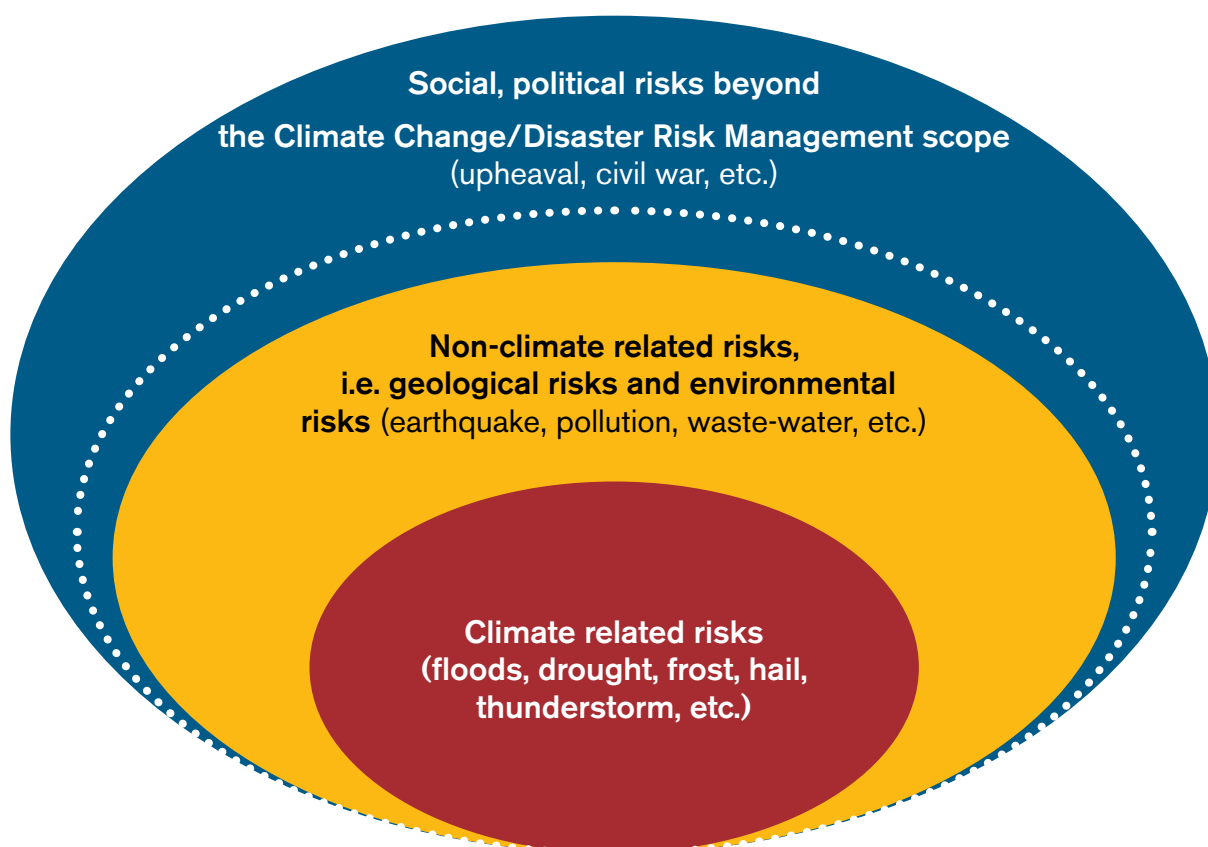 Social, political risks beyond
the Climate Change/Disaster Risk Management scope
(upheaval, civil war, etc.)
Non-climate related risks,
i.e. geological risks and environmental
risks (earthquake, pollution, waste-water, etc.)
Climate related risks
(floods, drought, frost, hail,
thunderstorm, etc.)